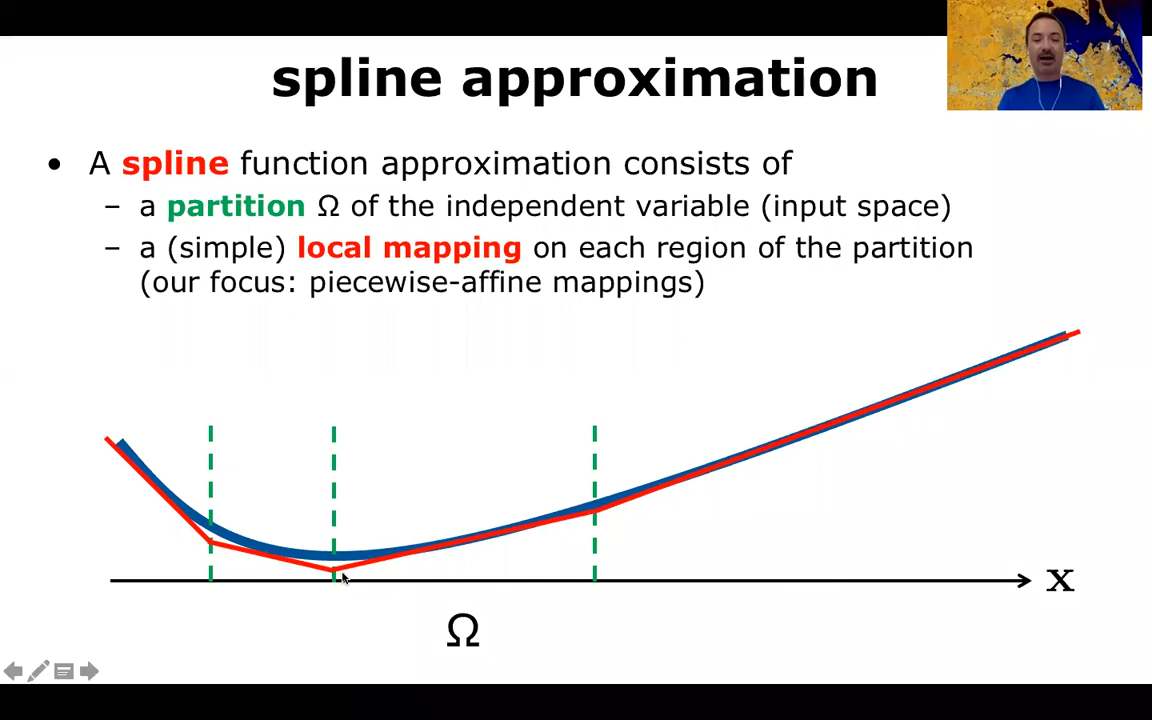 spline approximation
• A spline function approximation consists of
– a partition Ω of the independent variable (input space)
– a (simple) local mapping on each region of the partition
(our focus: piecewise-affine mappings)
x
Ω